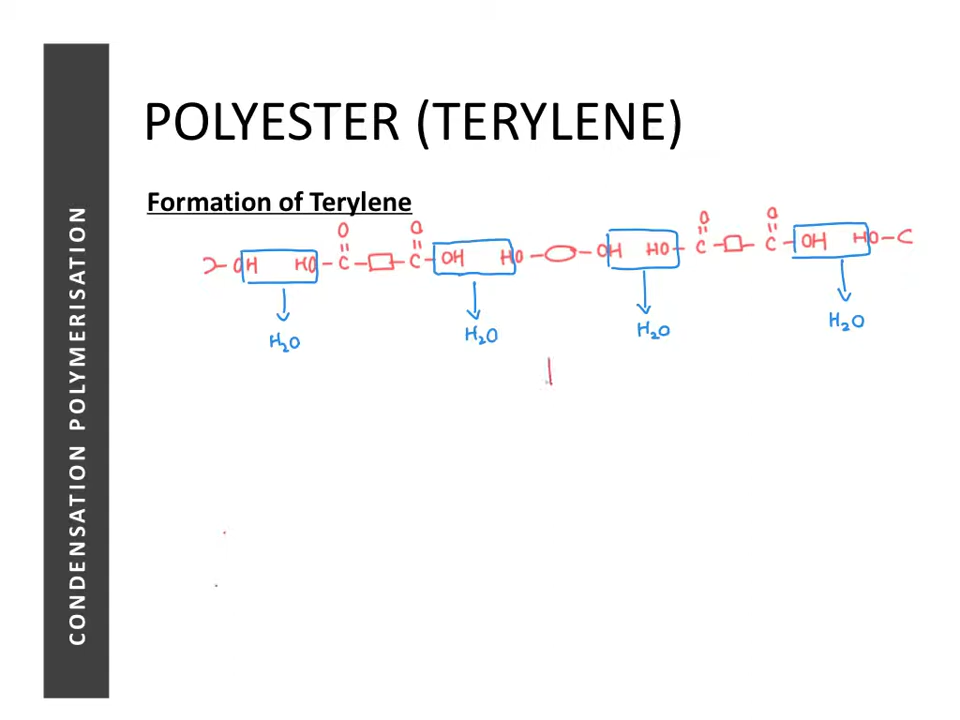 POLYESTER (TERYLENE)
Formation of Terylene
O O O O
OH HO-C-□-C-OH HO-⬭-OH HO-C-□-C-OH HO-C
H₂O H₂O H₂O H₂O
CONDENSATION POLYMERISATION